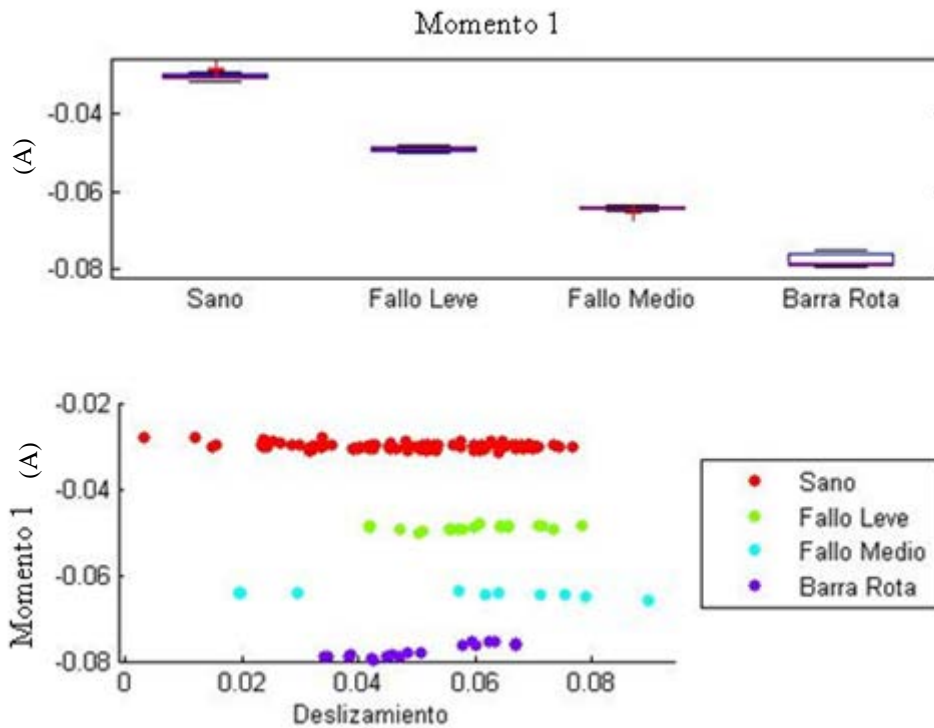 Momento 1
(A)
-0.04
-0.06
-0.08
Sano Fallo Leve Fallo Medio Barra Rota
Momento 1 (A)
-0.02
-0.04
-0.06
-0.08
0 0.02 0.04 0.06 0.08
Deslizamiento
Sano
Fallo Leve
Fallo Medio
Barra Rota